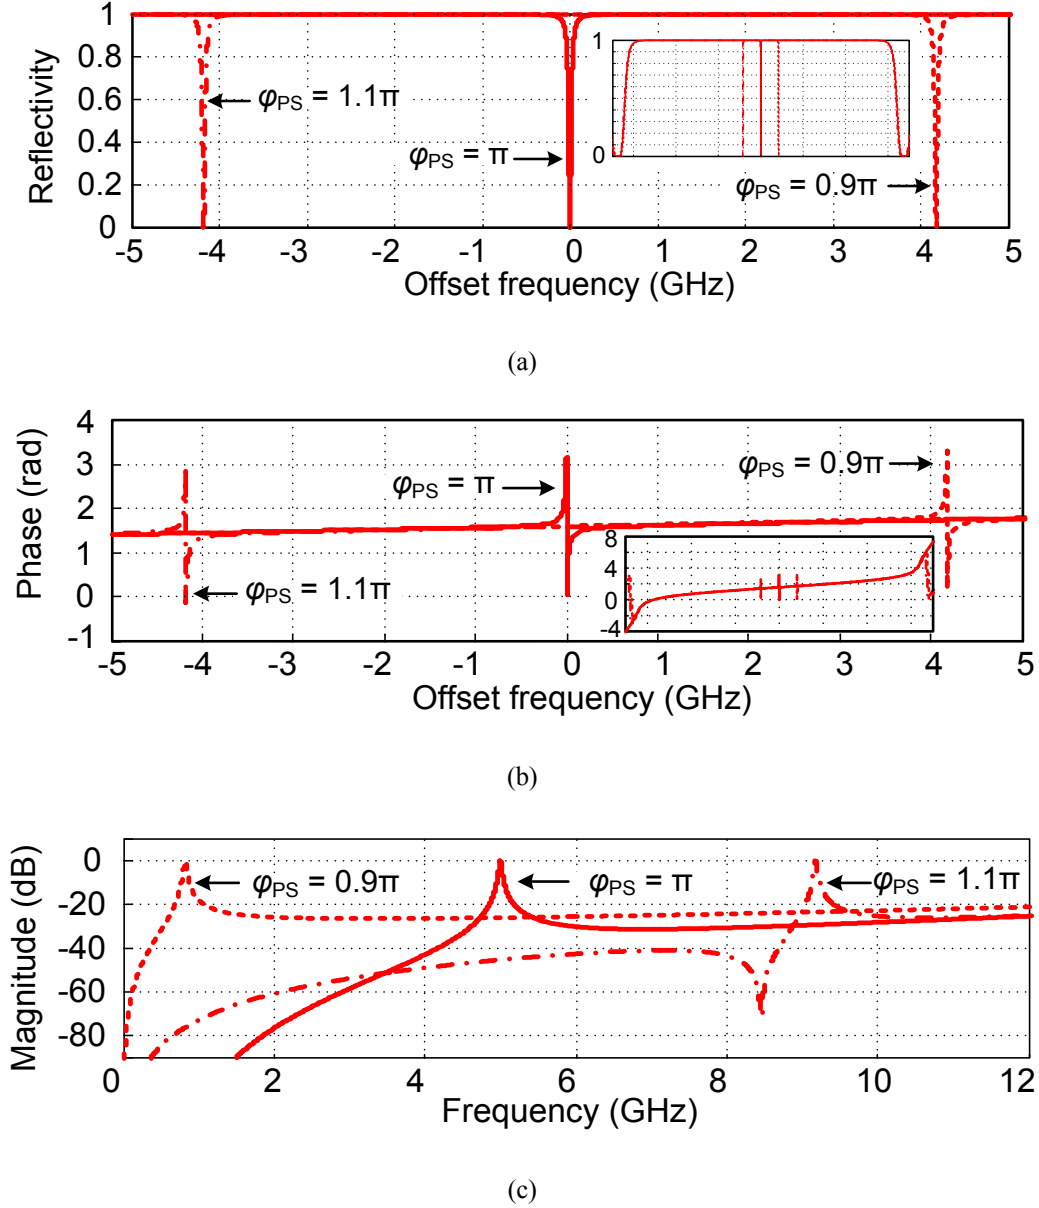 1
0.8
0.6
0.4
0.2
0
Reflectivity
φPS = 1.1π
φPS = π
φPS = 0.9π
1
0
-5 -4 -3 -2 -1 0 1 2 3 4 5
Offset frequency (GHz)
(a)
4
3
2
1
0
-1
Phase (rad)
φPS = π
φPS = 0.9π
φPS = 1.1π
8
4
0
-4
-5 -4 -3 -2 -1 0 1 2 3 4 5
Offset frequency (GHz)
(b)
0
-20
-40
-60
-80
Magnitude (dB)
φPS = 0.9π
φPS = π
φPS = 1.1π
0 2 4 6 8 10 12
Frequency (GHz)
(c)